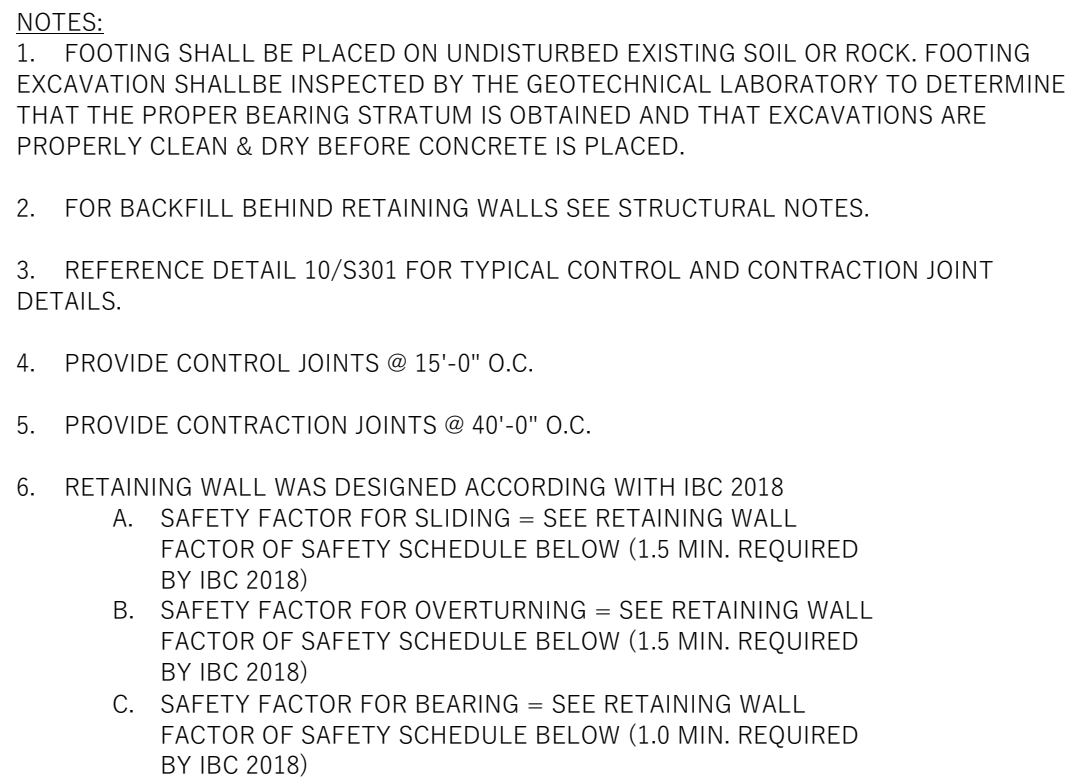 NOTES:
1. FOOTING SHALL BE PLACED ON UNDISTURBED EXISTING SOIL OR ROCK. FOOTING
EXCAVATION SHALLBE INSPECTED BY THE GEOTECHNICAL LABORATORY TO DETERMINE
THAT THE PROPER BEARING STRATUM IS OBTAINED AND THAT EXCAVATIONS ARE
PROPERLY CLEAN & DRY BEFORE CONCRETE IS PLACED.
2. FOR BACKFILL BEHIND RETAINING WALLS SEE STRUCTURAL NOTES.
3. REFERENCE DETAIL 10/S301 FOR TYPICAL CONTROL AND CONTRACTION JOINT
DETAILS.
4. PROVIDE CONTROL JOINTS @ 15'-0" O.C.
5. PROVIDE CONTRACTION JOINTS @ 40'-0" O.C.
6. RETAINING WALL WAS DESIGNED ACCORDING WITH IBC 2018
A. SAFETY FACTOR FOR SLIDING = SEE RETAINING WALL
FACTOR OF SAFETY SCHEDULE BELOW (1.5 MIN. REQUIRED
BY IBC 2018)
B. SAFETY FACTOR FOR OVERTURNING = SEE RETAINING WALL
FACTOR OF SAFETY SCHEDULE BELOW (1.5 MIN. REQUIRED
BY IBC 2018)
C. SAFETY FACTOR FOR BEARING = SEE RETAINING WALL
FACTOR OF SAFETY SCHEDULE BELOW (1.0 MIN. REQUIRED
BY IBC 2018)